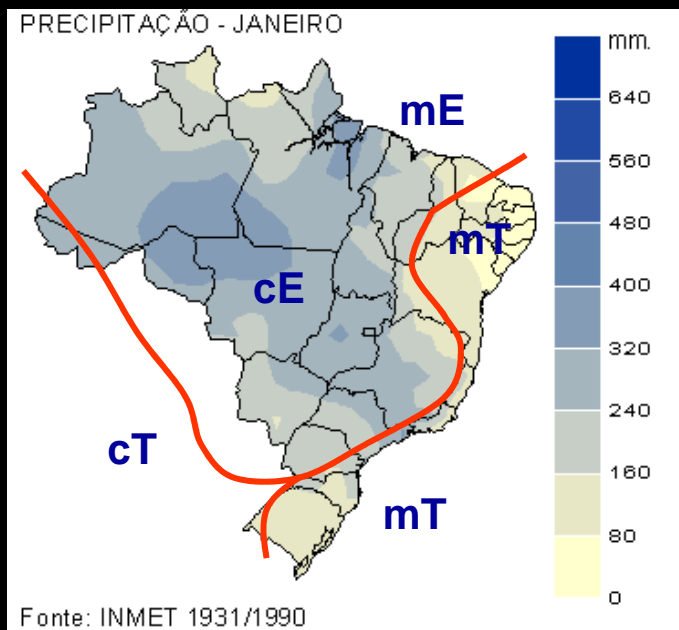 PRECIPITAÇÃO - JANEIRO
mm.
640
mE
560
480
mT
400
cE
320
240
cT
160
mT
80
0
Fonte: INMET 1931/1990